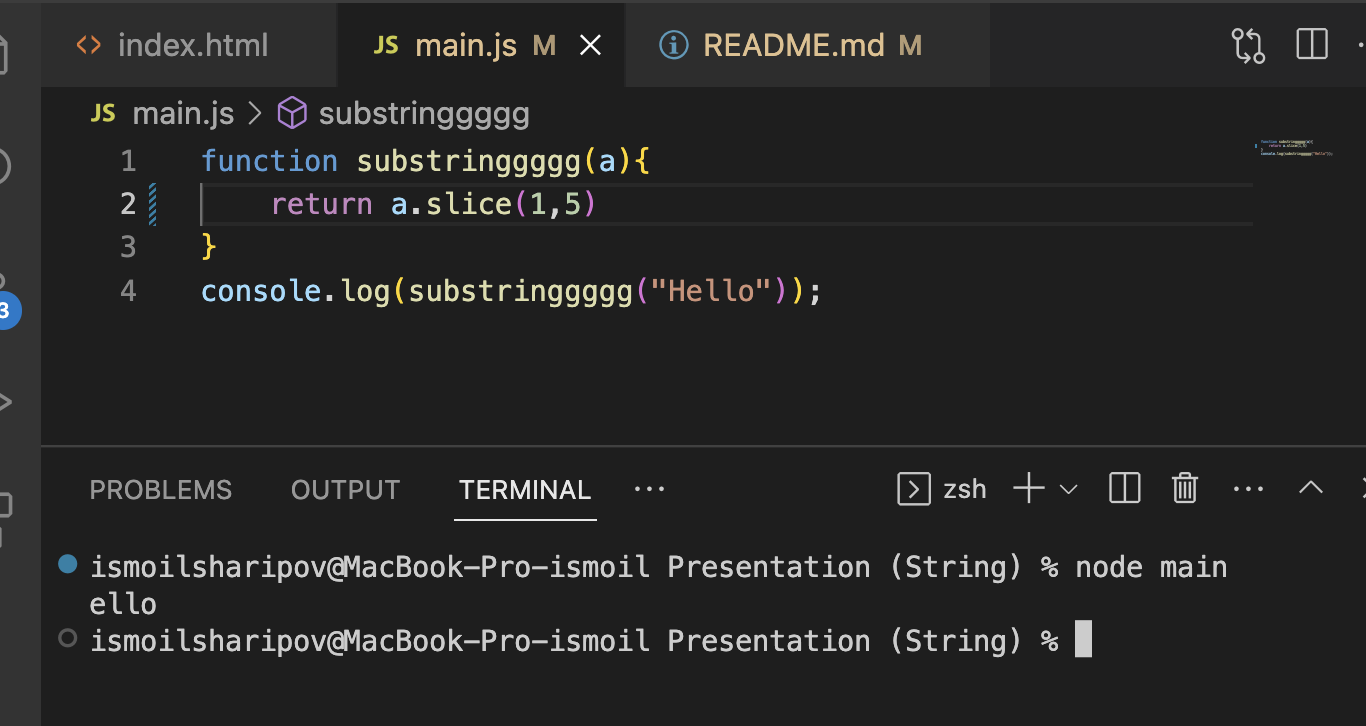 <> index.html JS main.js M × README.md M
JS main.js > substringgggg
1 function substringgggg(a){
2 return a.slice(1,5)
3 }
4 console.log(substringgggg("Hello"));
3
PROBLEMS OUTPUT TERMINAL ··· zsh
ismoilsharipov@MacBook-Pro-ismoil Presentation (String) % node main
ello
ismoilsharipov@MacBook-Pro-ismoil Presentation (String) %